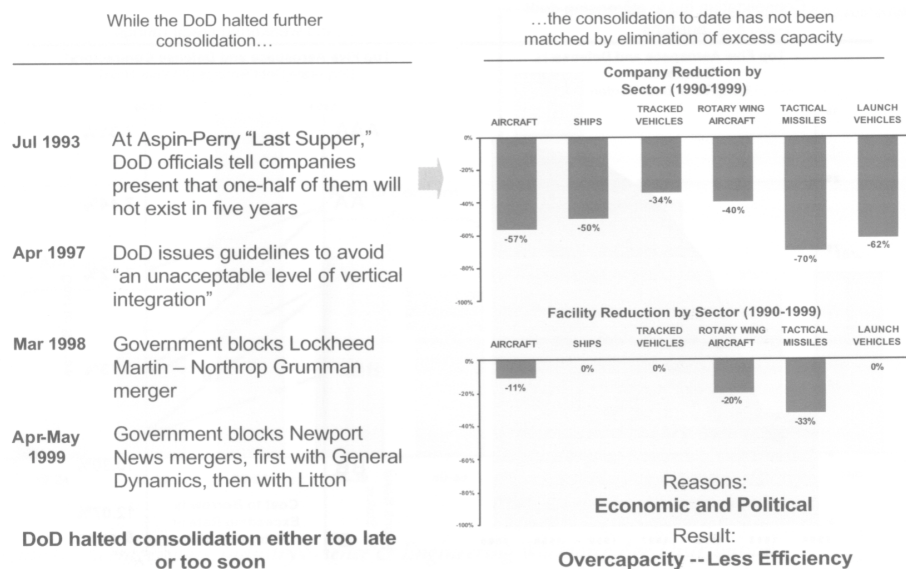 While the DoD halted further
consolidation…
Jul 1993
At Aspin-Perry “Last Supper,”
DoD officials tell companies
present that one-half of them will
not exist in five years
Apr 1997
DoD issues guidelines to avoid
“an unacceptable level of vertical
integration”
Mar 1998
Government blocks Lockheed
Martin – Northrop Grumman
merger
Apr-May
1999
Government blocks Newport
News mergers, first with General
Dynamics, then with Litton
DoD halted consolidation either too late
or too soon
…the consolidation to date has not been
matched by elimination of excess capacity
Company Reduction by
Sector (1990-1999)
AIRCRAFT
SHIPS
TRACKED
VEHICLES
ROTARY WING
AIRCRAFT
TACTICAL
MISSILES
LAUNCH
VEHICLES
0%
-20%
-40%
-60%
-80%
-100%
-57%
-50%
-34%
-40%
-70%
-62%
Facility Reduction by Sector (1990-1999)
AIRCRAFT
SHIPS
TRACKED
VEHICLES
ROTARY WING
AIRCRAFT
TACTICAL
MISSILES
LAUNCH
VEHICLES
0%
-20%
-40%
-60%
-80%
-100%
-11%
0%
0%
-20%
-33%
0%
Reasons:
Economic and Political
Result:
Overcapacity -- Less Efficiency